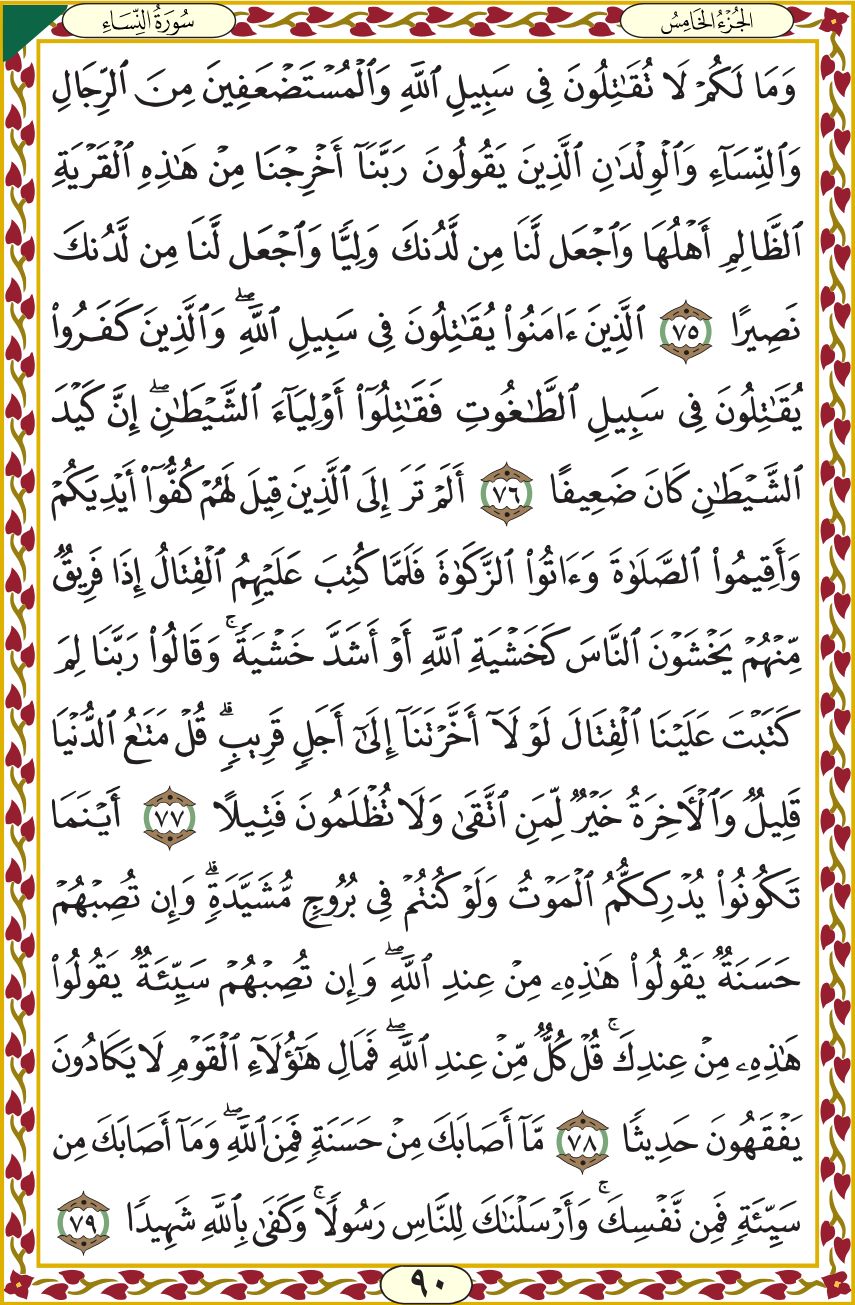 الجُزْءُ الخَامِسُ
سُورَةُ النِّسَاءِ
وَمَا لَكُمْ لَا تُقَٰتِلُونَ فِى سَبِيلِ ٱللَّهِ وَٱلْمُسْتَضْعَفِينَ مِنَ ٱلرِّجَالِ
وَٱلنِّسَآءِ وَٱلْوِلْدَٰنِ ٱلَّذِينَ يَقُولُونَ رَبَّنَآ أَخْرِجْنَا مِنْ هَٰذِهِ ٱلْقَرْيَةِ
ٱلظَّالِمِ أَهْلُهَا وَٱجْعَل لَّنَا مِن لَّدُنكَ وَلِيًّا وَٱجْعَل لَّنَا مِن لَّدُنكَ
نَصِيرًا ٧٥ ٱلَّذِينَ ءَامَنُوا۟ يُقَٰتِلُونَ فِى سَبِيلِ ٱللَّهِ ۖ وَٱلَّذِينَ كَفَرُوا۟
يُقَٰتِلُونَ فِى سَبِيلِ ٱلطَّٰغُوتِ فَقَٰتِلُوٓا۟ أَوْلِيَآءَ ٱلشَّيْطَٰنِ ۖ إِنَّ كَيْدَ
ٱلشَّيْطَٰنِ كَانَ ضَعِيفًا ٧٦ أَلَمْ تَرَ إِلَى ٱلَّذِينَ قِيلَ لَهُمْ كُفُّوٓا۟ أَيْدِيَكُمْ
وَأَقِيمُوا۟ ٱلصَّلَوٰةَ وَءَاتُوا۟ ٱلزَّكَوٰةَ فَلَمَّا كُتِبَ عَلَيْهِمُ ٱلْقِتَالُ إِذَا فَرِيقٌ
مِّنْهُمْ يَخْشَوْنَ ٱلنَّاسَ كَخَشْيَةِ ٱللَّهِ أَوْ أَشَدَّ خَشْيَةً ۚ وَقَالُوا۟ رَبَّنَا لِمَ
كَتَبْتَ عَلَيْنَا ٱلْقِتَالَ لَوْلَآ أَخَّرْتَنَآ إِلَىٰٓ أَجَلٍ قَرِيبٍ ۗ قُلْ مَتَٰعُ ٱلدُّنْيَا
قَلِيلٌ وَٱلْءَاخِرَةُ خَيْرٌ لِّمَنِ ٱتَّقَىٰ وَلَا تُظْلَمُونَ فَتِيلًا ٧٧ أَيْنَمَا
تَكُونُوا۟ يُدْرِككُّمُ ٱلْمَوْتُ وَلَوْ كُنتُمْ فِى بُرُوجٍ مُّشَيَّدَةٍ ۗ وَإِن تُصِبْهُمْ
حَسَنَةٌ يَقُولُوا۟ هَٰذِهِۦ مِنْ عِندِ ٱللَّهِ ۖ وَإِن تُصِبْهُمْ سَيِّئَةٌ يَقُولُوا۟
هَٰذِهِۦ مِنْ عِندِكَ ۚ قُلْ كُلٌّ مِّنْ عِندِ ٱللَّهِ ۖ فَمَالِ هَٰٓؤُلَآءِ ٱلْقَوْمِ لَا يَكَادُونَ
يَفْقَهُونَ حَدِيثًا ٧٨ مَّآ أَصَابَكَ مِنْ حَسَنَةٍ فَمِنَ ٱللَّهِ ۖ وَمَآ أَصَابَكَ مِن
سَيِّئَةٍ فَمِن نَّفْسِكَ ۚ وَأَرْسَلْنَٰكَ لِلنَّاسِ رَسُولًا ۚ وَكَفَىٰ بِٱللَّهِ شَهِيدًا ٧٩
٩٠